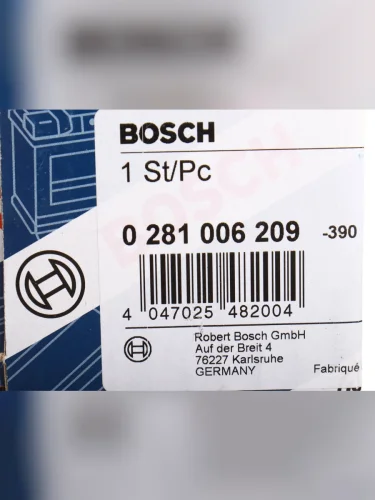 BOSCH
1 St/Pc
0 281 006 209 -390
4 047025 482004
Robert Bosch GmbH
Auf der Breit 4
76227 Karlsruhe
GERMANY
Fabriqué
BOSCH